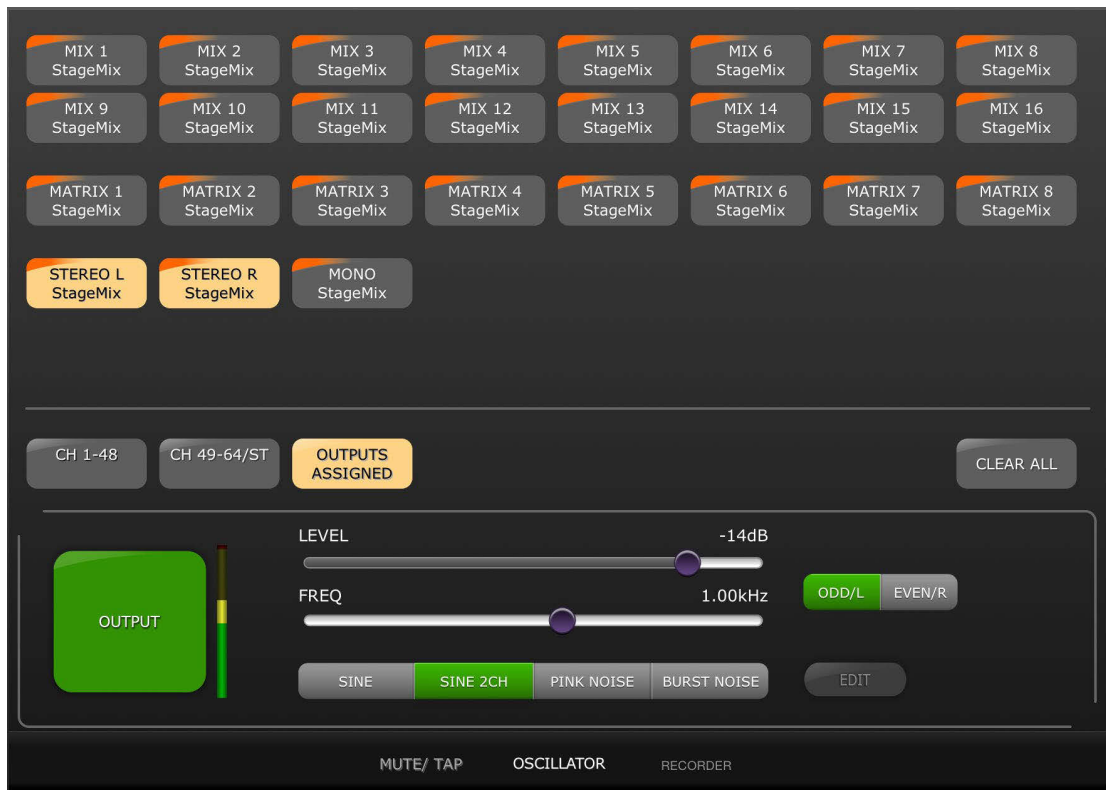 MIX 1 MIX 2 MIX 3 MIX 4 MIX 5 MIX 6 MIX 7 MIX 8
StageMix StageMix StageMix StageMix StageMix StageMix StageMix StageMix
MIX 9 MIX 10 MIX 11 MIX 12 MIX 13 MIX 14 MIX 15 MIX 16
StageMix StageMix StageMix StageMix StageMix StageMix StageMix StageMix
MATRIX 1 MATRIX 2 MATRIX 3 MATRIX 4 MATRIX 5 MATRIX 6 MATRIX 7 MATRIX 8
StageMix StageMix StageMix StageMix StageMix StageMix StageMix StageMix
STEREO L STEREO R MONO
StageMix StageMix StageMix
CH 1-48 CH 49-64/ST OUTPUTS
ASSIGNED
CLEAR ALL
LEVEL -14dB
FREQ 1.00kHz
ODD/L EVEN/R
OUTPUT
SINE SINE 2CH PINK NOISE BURST NOISE EDIT
MUTE/ TAP OSCILLATOR RECORDER